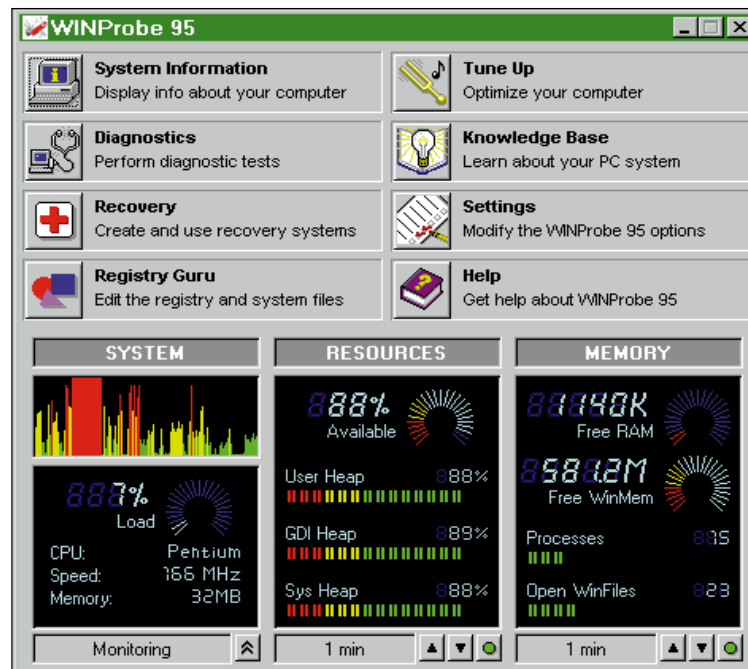 WINProbe 95
System Information
Display info about your computer
Tune Up
Optimize your computer
Diagnostics
Perform diagnostic tests
Knowledge Base
Learn about your PC system
Recovery
Create and use recovery systems
Settings
Modify the WINProbe 95 options
Registry Guru
Edit the registry and system files
Help
Get help about WINProbe 95
SYSTEM
7%
Load
CPU: Pentium
Speed: 166 MHz
Memory: 32MB
Monitoring
RESOURCES
88%
Available
User Heap 88%
GDI Heap 89%
Sys Heap 88%
1 min
MEMORY
1140K
Free RAM
581.2M
Free WinMem
Processes 15
Open WinFiles 23
1 min